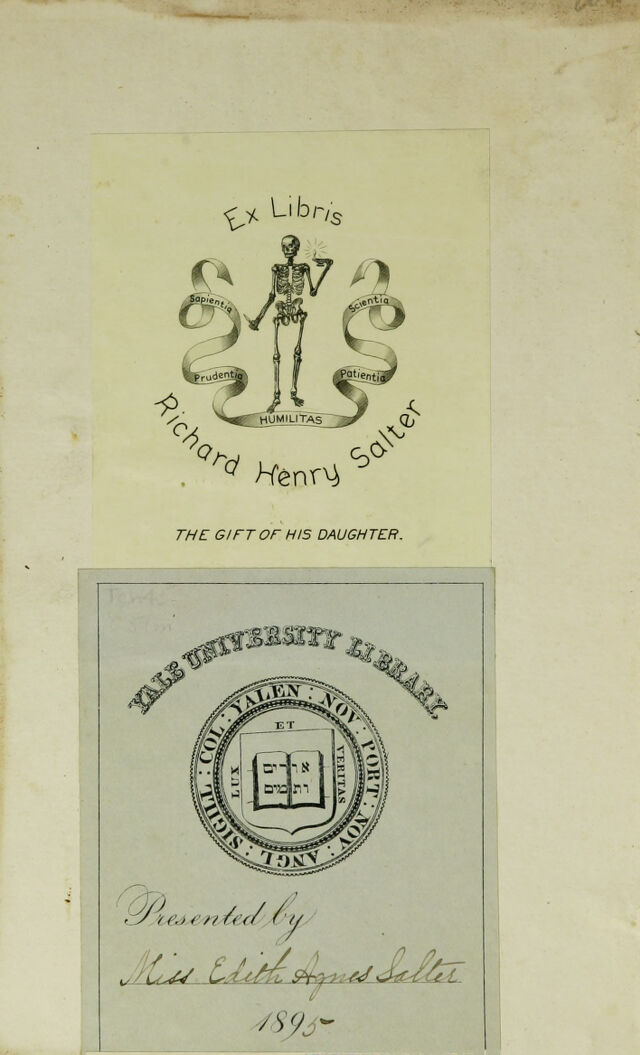 Ex Libris
Sapientia
Scientia
Prudentia
Patientia
HUMILITAS
Richard Henry Salter
THE GIFT OF HIS DAUGHTER.
YALE UNIVERSITY LIBRARY.
SIGILL : COL : YALEN : NOV : PORT : NOV : ANGL :
LUX ET VERITAS
אורים
ותמים
Presented by
Miss Edith Agnes Salter
1895